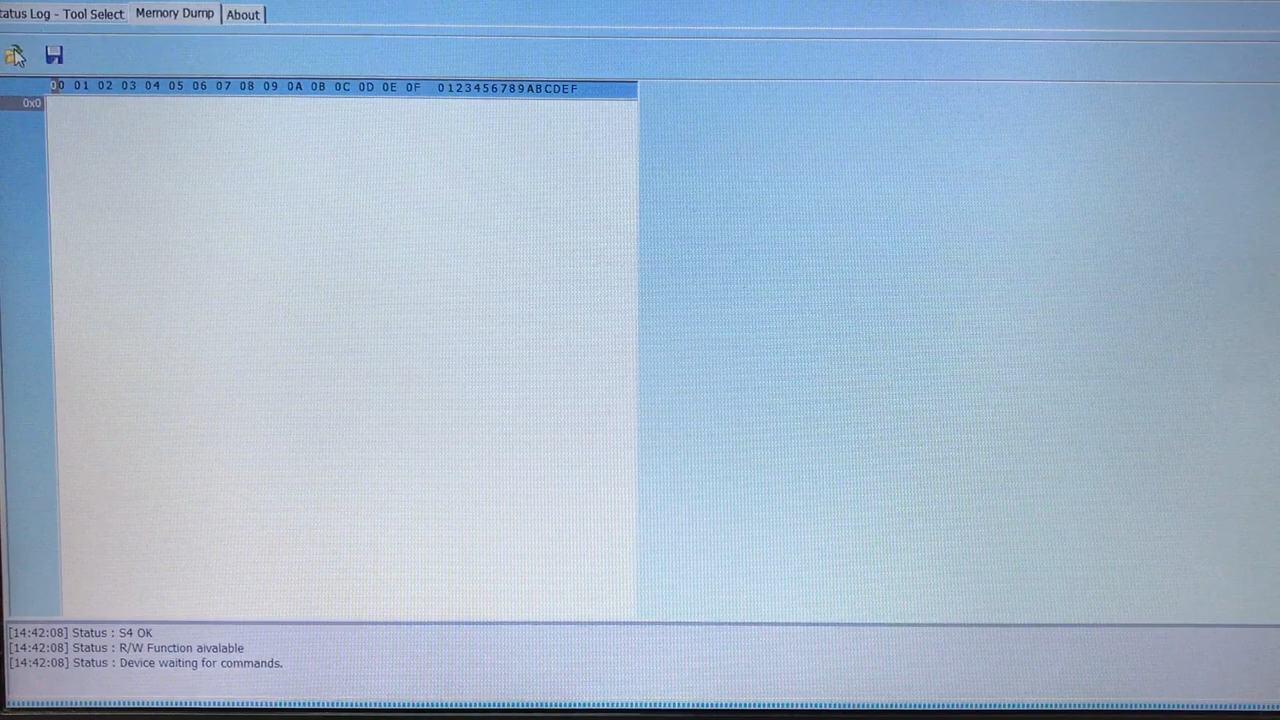 tatus Log - Tool Select Memory Dump About
00 01 02 03 04 05 06 07 08 09 0A 0B 0C 0D 0E 0F 0123456789ABCDEF
0x0
[14:42:08] Status : S4 OK
[14:42:08] Status : R/W Function aivalable
[14:42:08] Status : Device waiting for commands.